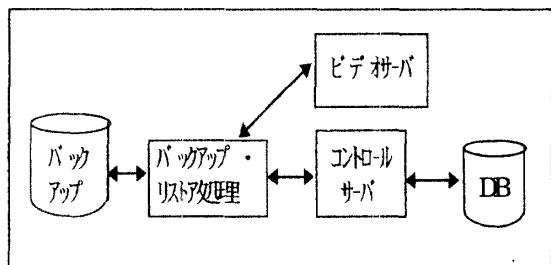 ビデオサーバ
バック
アップ
バックアップ・
リストア処理
コントロール
サーバ
DB